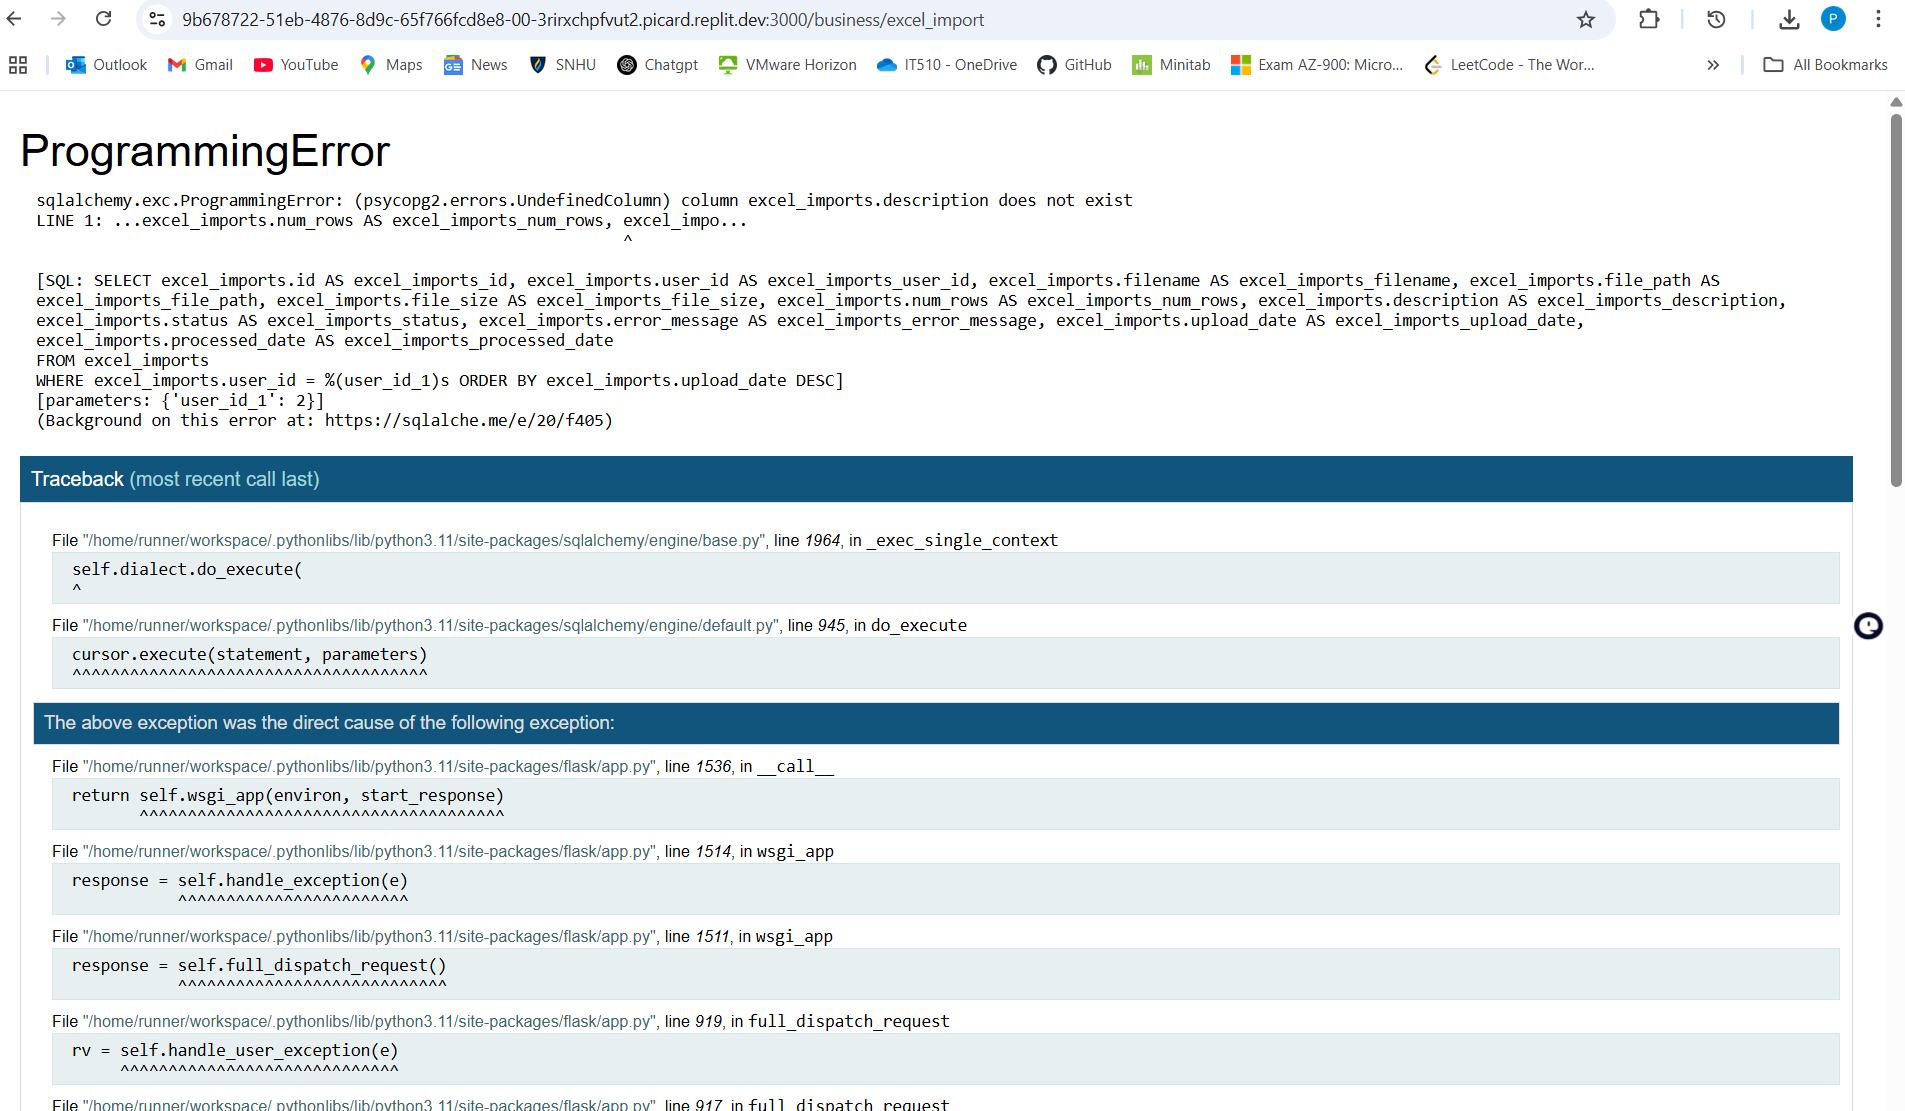 9b678722-51eb-4876-8d9c-65f766fcd8e8-00-3rirxchpfvut2.picard.replit.dev:3000/business/excel_import
P
Outlook
Gmail
YouTube
Maps
News
SNHU
Chatgpt
VMware Horizon
IT510 - OneDrive
GitHub
Minitab
Exam AZ-900: Micro...
LeetCode - The Wor...
»
All Bookmarks
ProgrammingError
sqlalchemy.exc.ProgrammingError: (psycopg2.errors.UndefinedColumn) column excel_imports.description does not exist
LINE 1: ...excel_imports.num_rows AS excel_imports_num_rows, excel_impo...
^
[SQL: SELECT excel_imports.id AS excel_imports_id, excel_imports.user_id AS excel_imports_user_id, excel_imports.filename AS excel_imports_filename, excel_imports.file_path AS
excel_imports_file_path, excel_imports.file_size AS excel_imports_file_size, excel_imports.num_rows AS excel_imports_num_rows, excel_imports.description AS excel_imports_description,
excel_imports.status AS excel_imports_status, excel_imports.error_message AS excel_imports_error_message, excel_imports.upload_date AS excel_imports_upload_date,
excel_imports.processed_date AS excel_imports_processed_date
FROM excel_imports
WHERE excel_imports.user_id = %(user_id_1)s ORDER BY excel_imports.upload_date DESC]
[parameters: {'user_id_1': 2}]
(Background on this error at: https://sqlalche.me/e/20/f405)
Traceback (most recent call last)
File "/home/runner/workspace/.pythonlibs/lib/python3.11/site-packages/sqlalchemy/engine/base.py", line 1964, in _exec_single_context
self.dialect.do_execute(
^
File "/home/runner/workspace/.pythonlibs/lib/python3.11/site-packages/sqlalchemy/engine/default.py", line 945, in do_execute
cursor.execute(statement, parameters)
^^^^^^^^^^^^^^^^^^^^^^^^^^^^^^^^^^^^^
The above exception was the direct cause of the following exception:
File "/home/runner/workspace/.pythonlibs/lib/python3.11/site-packages/flask/app.py", line 1536, in __call__
return self.wsgi_app(environ, start_response)
^^^^^^^^^^^^^^^^^^^^^^^^^^^^^^^^^^^^^^
File "/home/runner/workspace/.pythonlibs/lib/python3.11/site-packages/flask/app.py", line 1514, in wsgi_app
response = self.handle_exception(e)
^^^^^^^^^^^^^^^^^^^^^^^^
File "/home/runner/workspace/.pythonlibs/lib/python3.11/site-packages/flask/app.py", line 1511, in wsgi_app
response = self.full_dispatch_request()
^^^^^^^^^^^^^^^^^^^^^^^^^^^^
File "/home/runner/workspace/.pythonlibs/lib/python3.11/site-packages/flask/app.py", line 919, in full_dispatch_request
rv = self.handle_user_exception(e)
^^^^^^^^^^^^^^^^^^^^^^^^^^^^^
File "/home/runner/workspace/.pythonlibs/lib/python3.11/site-packages/flask/app.py", line 917, in full_dispatch_request